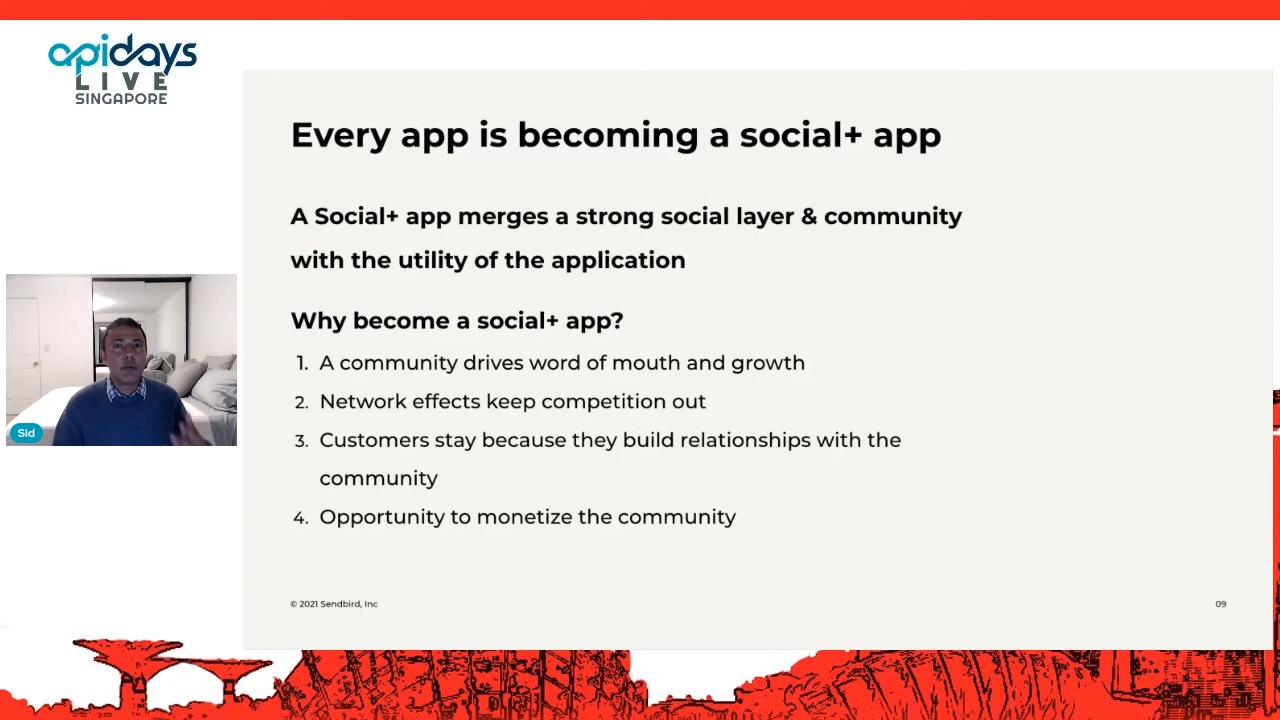 apidays
LIVE
SINGAPORE
Every app is becoming a social+ app
A Social+ app merges a strong social layer & community
with the utility of the application
Why become a social+ app?
1. A community drives word of mouth and growth
2. Network effects keep competition out
3. Customers stay because they build relationships with the
community
4. Opportunity to monetize the community
Sid
© 2021 Sendbird, Inc
09